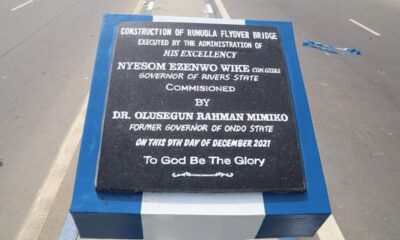 CONSTRUCTION OF RUMUOLA FLYOVER BRIDGE
EXECUTED BY THE ADMINISTRATION OF
HIS EXCELLENCY
NYESOM EZENWO WIKE CON.GSSRS
GOVERNOR OF RIVERS STATE
COMMISIONED
BY
DR. OLUSEGUN RAHMAN MIMIKO
FORMER GOVERNOR OF ONDO STATE
ON THIS 9TH DAY OF DECEMBER 2021
To God Be The Glory